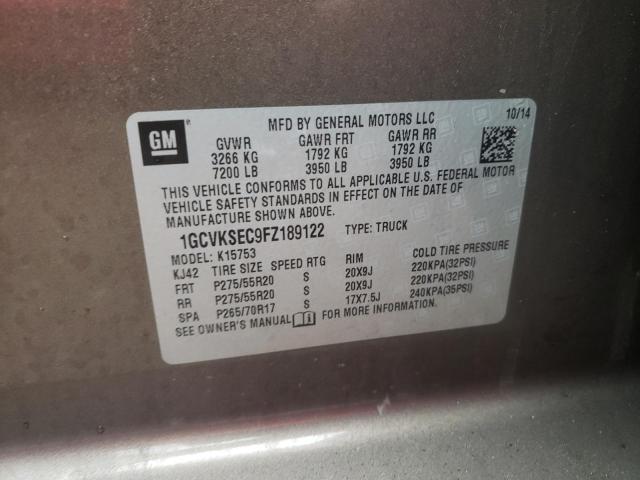 GM
MFD BY GENERAL MOTORS LLC
10/14
GVWR GAWR FRT GAWR RR
3266 KG 1792 KG 1792 KG
7200 LB 3950 LB 3950 LB
THIS VEHICLE CONFORMS TO ALL APPLICABLE U.S. FEDERAL MOTOR
VEHICLE SAFETY STANDARDS IN EFFECT ON THE DATE OF
MANUFACTURE SHOWN ABOVE.
1GCVKSEC9FZ189122 TYPE: TRUCK
MODEL: K15753
KJ42 TIRE SIZE SPEED RTG RIM COLD TIRE PRESSURE
FRT P275/55R20 S 20X9J 220KPA(32PSI)
RR P275/55R20 S 20X9J 220KPA(32PSI)
SPA P265/70R17 S 17X7.5J 240KPA(35PSI)
SEE OWNER'S MANUAL FOR MORE INFORMATION.